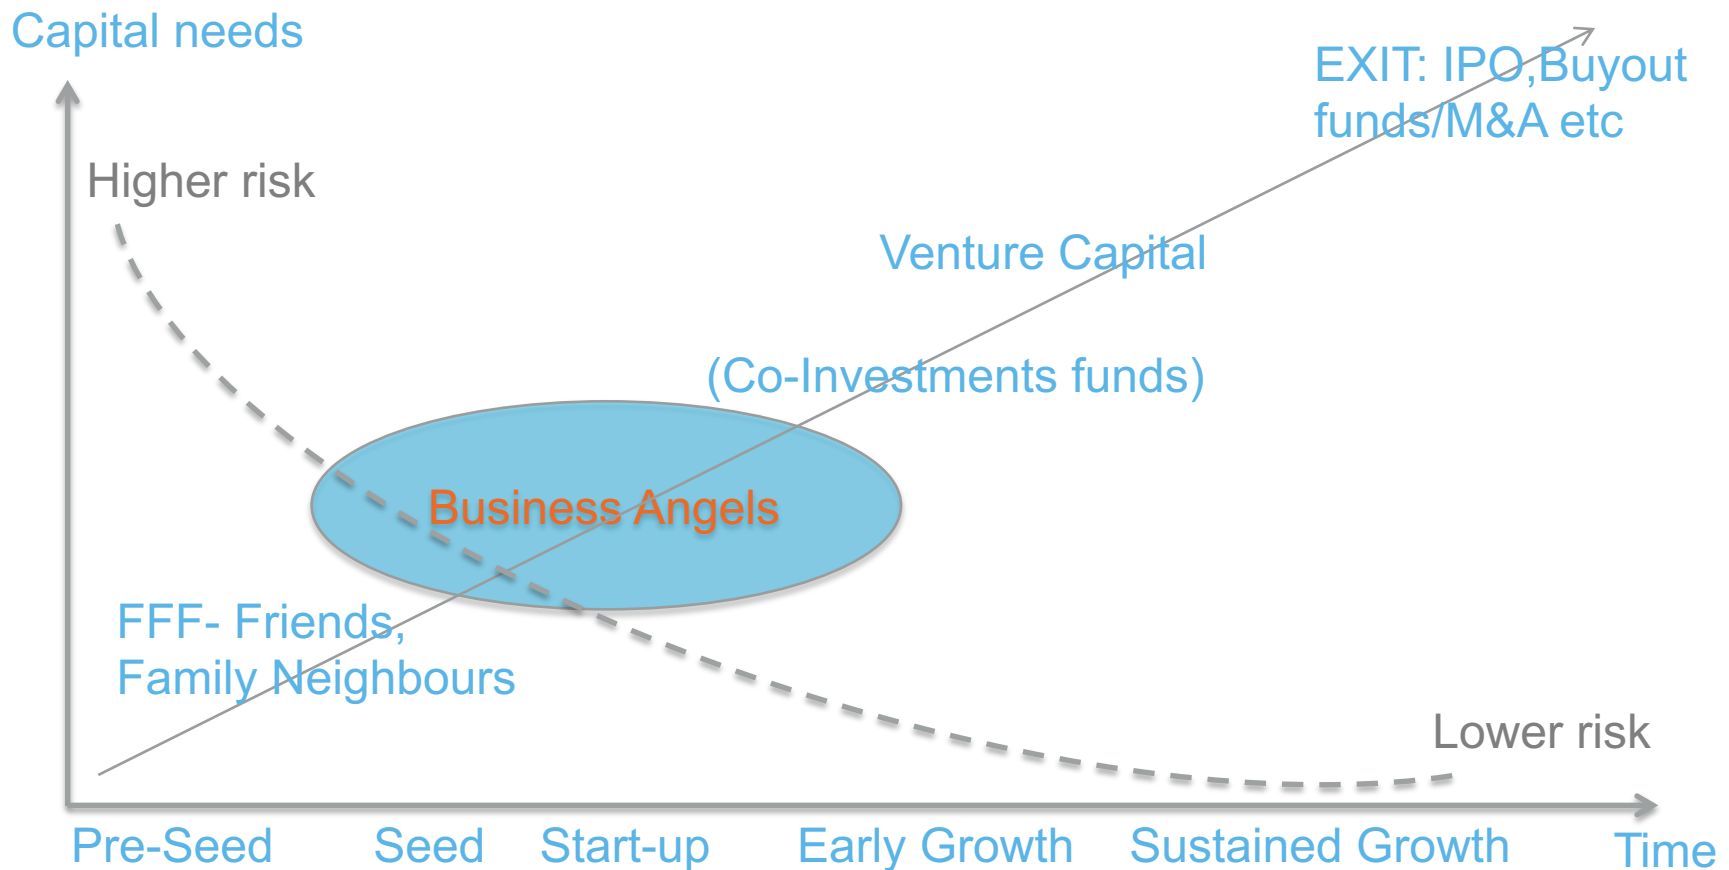 Capital needs
EXIT: IPO,Buyout
funds/M&A etc
Higher risk
Venture Capital
(Co-Investments funds)
Business Angels
FFF- Friends,
Family Neighbours
Lower risk
Pre-Seed Seed Start-up Early Growth Sustained Growth Time